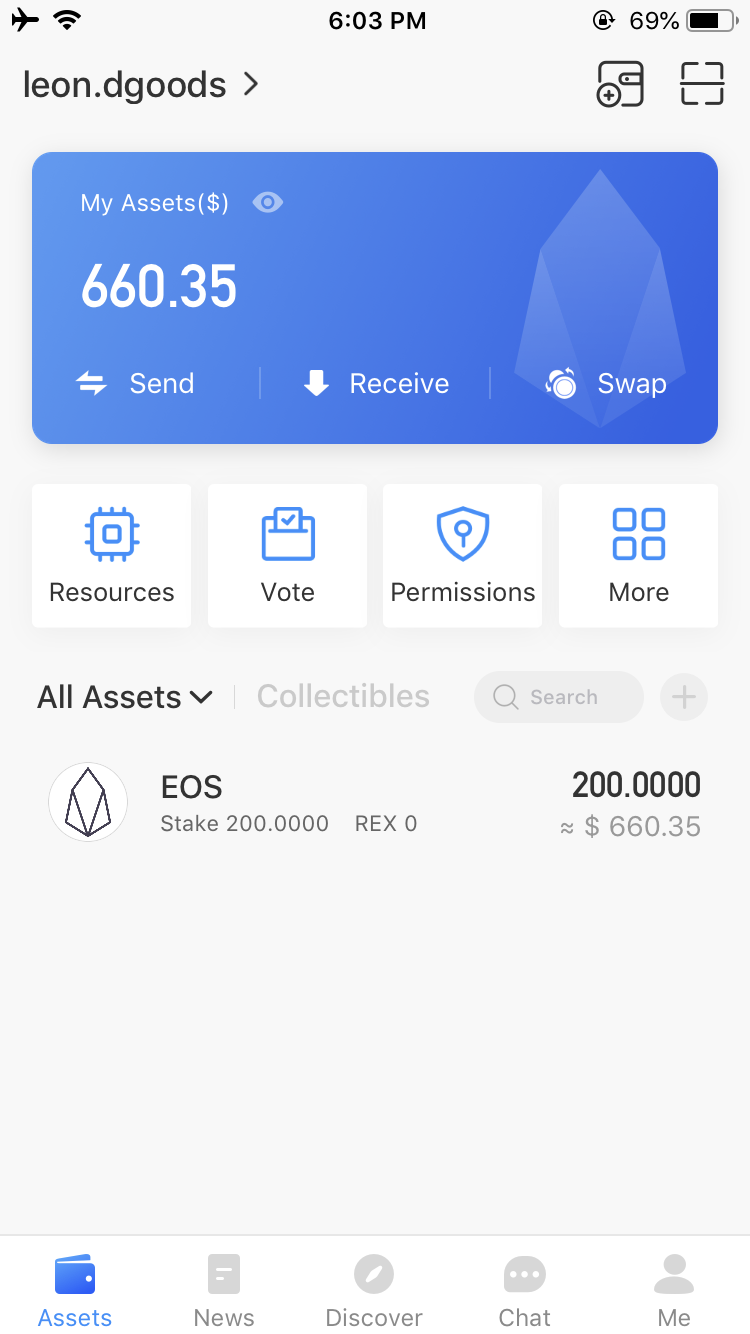 6:03 PM 69%
leon.dgoods
My Assets($)
660.35
Send Receive Swap
Resources Vote Permissions More
All Assets Collectibles Search
EOS 200.0000
Stake 200.0000 REX 0 ≈ $ 660.35
Assets News Discover Chat Me